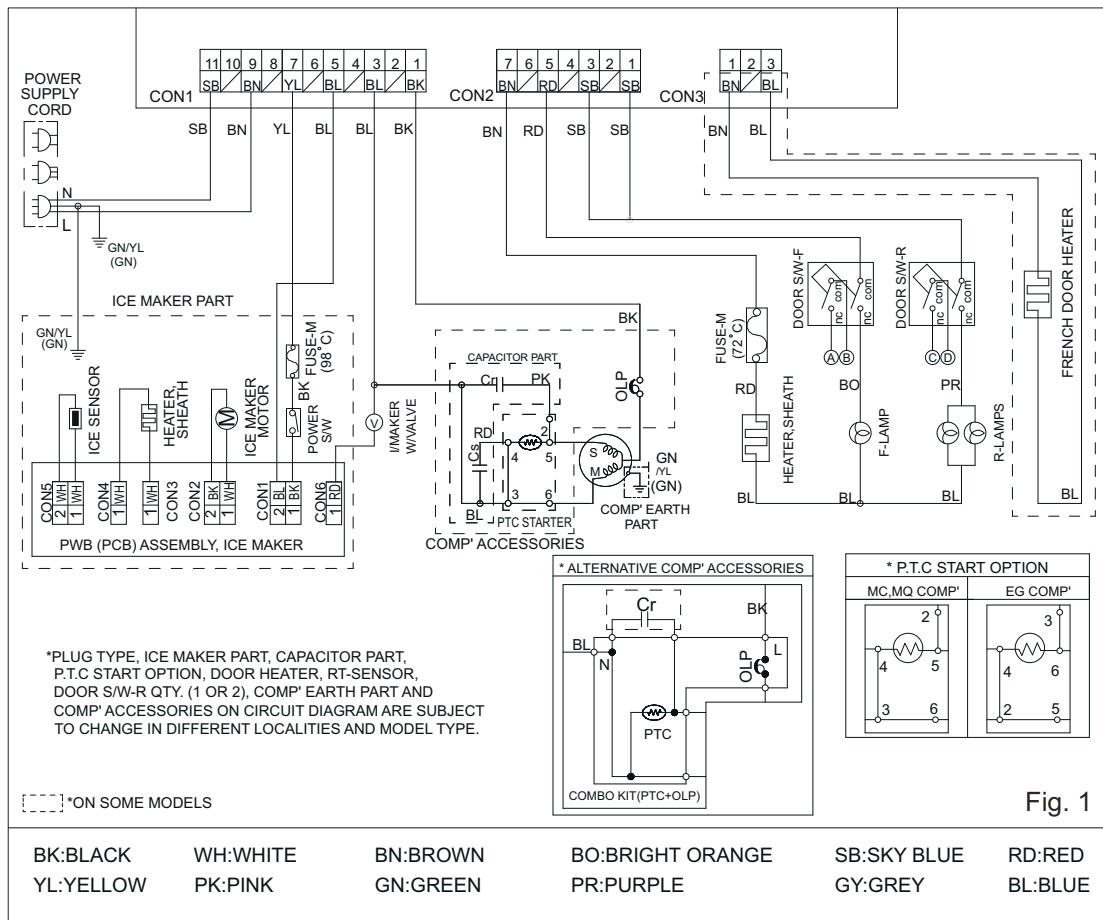 POWER
SUPPLY
CORD
11 10 9 8 7 6 5 4 3 2 1
SB BN YL BL BL BK
CON1
7 6 5 4 3 2 1
BN RD SB SB
CON2
1 2 3
BN BL
CON3
SB BN YL BL BL BK
BN RD SB SB
BN BL
N
L
GN/YL
(GN)
ICE MAKER PART
GN/YL
(GN)
ICE SENSOR
HEATER,
SHEATH
M
ICE MAKER
MOTOR
FUSE-M
(98˚C)
BK
POWER
S/W
V
I/MAKER
W/VALVE
CON5
2 WH
1 WH
CON4
1 WH
1 WH
CON3
CON2
2 BK
1 WH
CON1
2 BL
1 BK
CON6
1 RD
PWB (PCB) ASSEMBLY, ICE MAKER
BK
CAPACITOR PART
Cr
PK
OLP
RD
Cs
2
4
5
3
6
BL
PTC STARTER
S
M
GN
/YL
(GN)
COMP' EARTH
PART
COMP' ACCESSORIES
FUSE-M
(72˚C)
RD
HEATER,SHEATH
BL
DOOR S/W-F
com
com
nc
nc
A B
BO
F-LAMP
BL
DOOR S/W-R
com
com
nc
nc
C D
PR
R-LAMPS
BL
FRENCH DOOR HEATER
BL
* ALTERNATIVE COMP' ACCESSORIES
Cr
BK
BL
N
L
OLP
PTC
COMBO KIT(PTC+OLP)
* P.T.C START OPTION
MC,MQ COMP'
EG COMP'
2
4
5
3
6
3
4
6
2
5
*PLUG TYPE, ICE MAKER PART, CAPACITOR PART,
P.T.C START OPTION, DOOR HEATER, RT-SENSOR,
DOOR S/W-R QTY. (1 OR 2), COMP' EARTH PART AND
COMP' ACCESSORIES ON CIRCUIT DIAGRAM ARE SUBJECT
TO CHANGE IN DIFFERENT LOCALITIES AND MODEL TYPE.
*ON SOME MODELS
Fig. 1
BK:BLACK WH:WHITE BN:BROWN BO:BRIGHT ORANGE SB:SKY BLUE RD:RED
YL:YELLOW PK:PINK GN:GREEN PR:PURPLE GY:GREY BL:BLUE